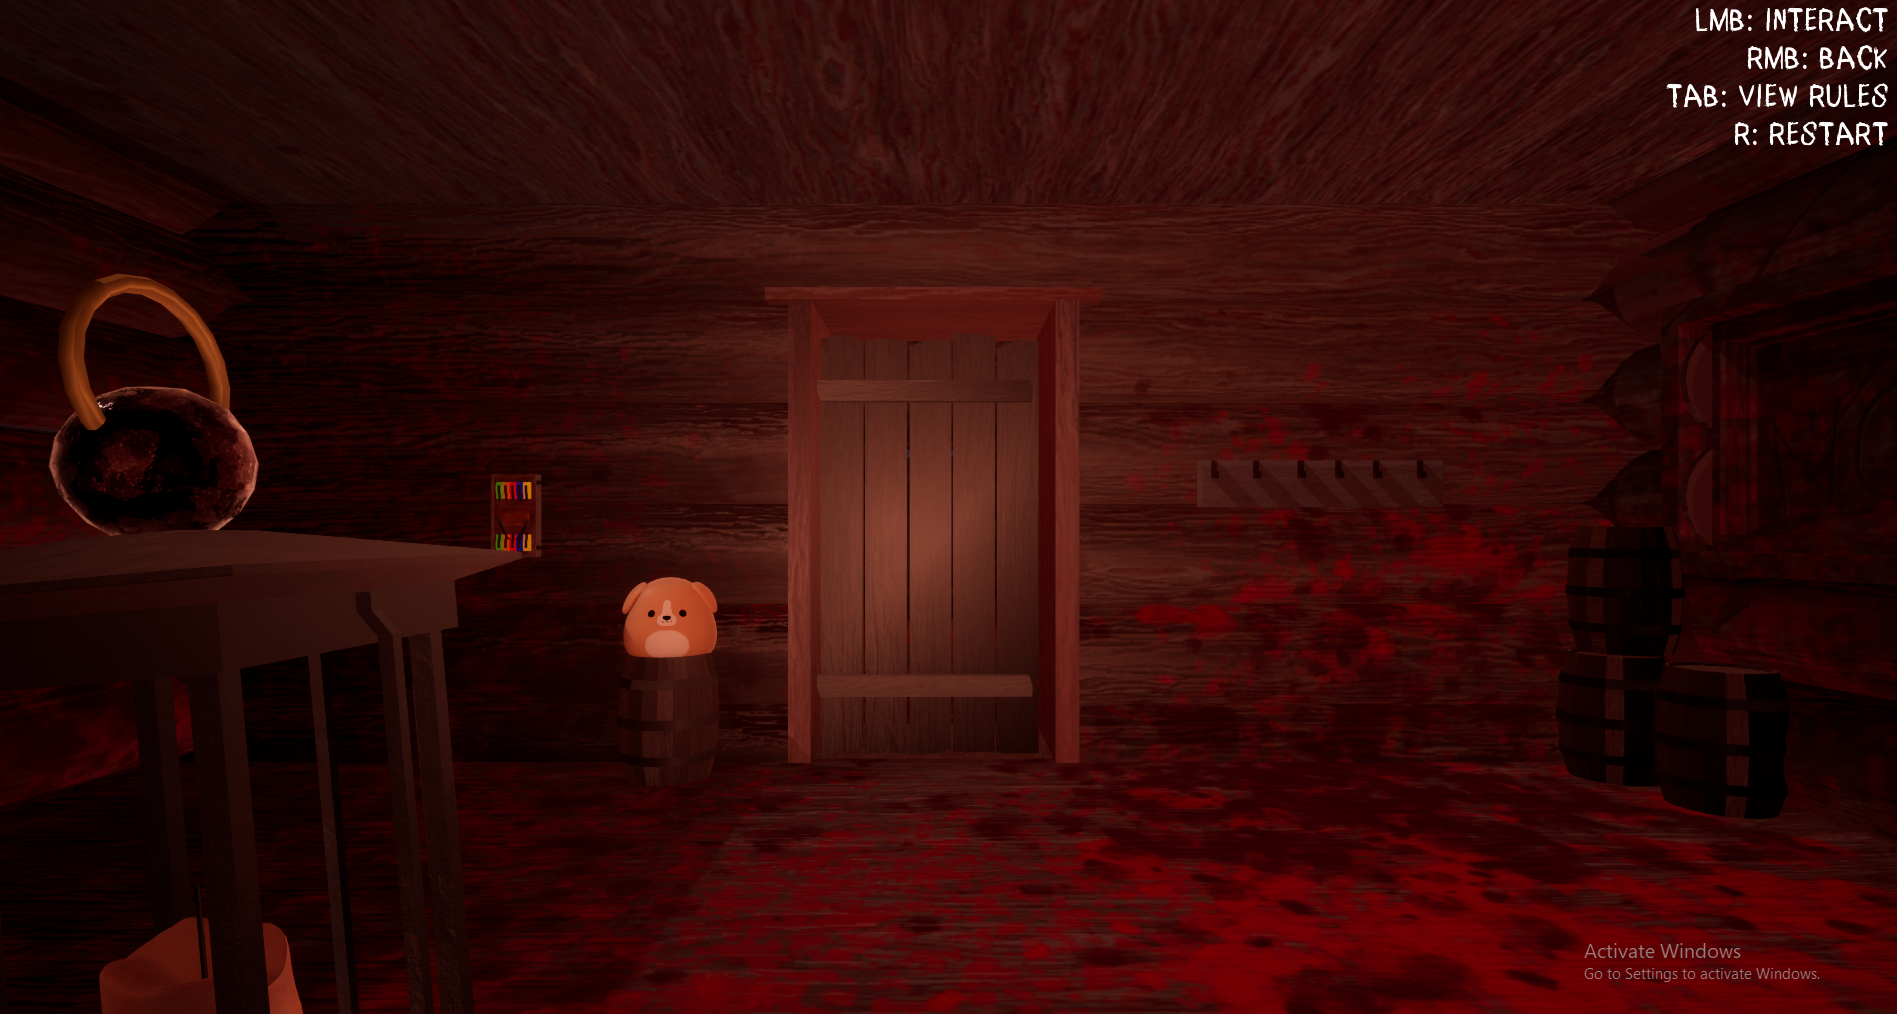 LMB: INTERACT
RMB: BACK
TAB: VIEW RULES
R: RESTART
Activate Windows
Go to Settings to activate Windows.